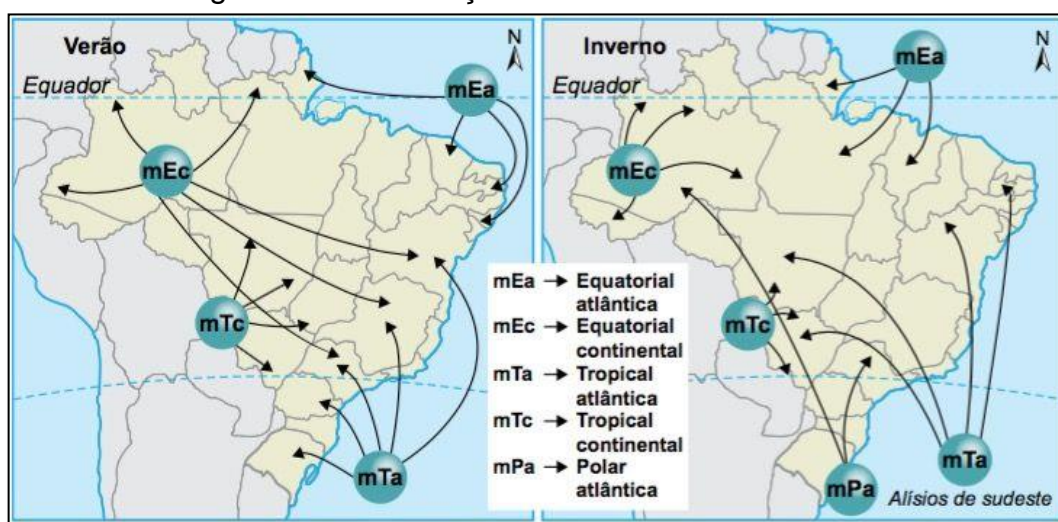 Verão
N
Equador
mEa
mEc
mTc
mTa
Inverno
N
Equador
mEa
mEc
mTc
mPa
mTa
Alísios de sudeste
mEa → Equatorial
atlântica
mEc → Equatorial
continental
mTa → Tropical
atlântica
mTc → Tropical
continental
mPa → Polar
atlântica